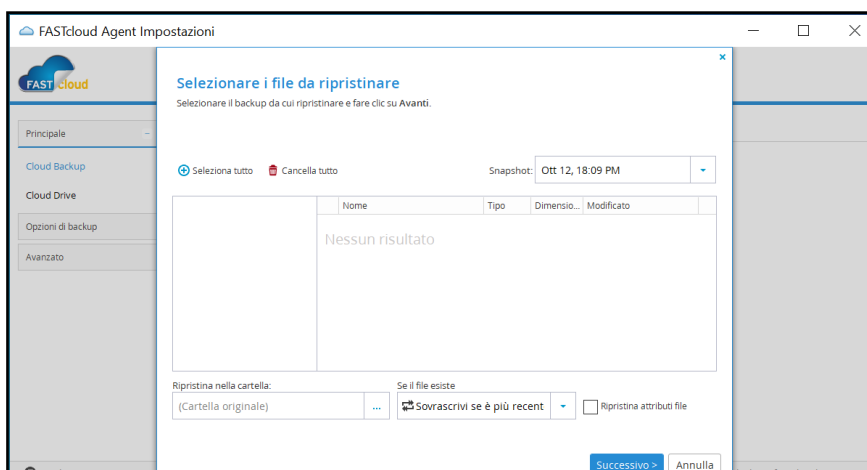 FASTcloud Agent Impostazioni
FAST cloud
Selezionare i file da ripristinare
Selezionare il backup da cui ripristinare e fare clic su Avanti.
Principale
Cloud Backup
Cloud Drive
Opzioni di backup
Avanzato
Seleziona tutto
Cancella tutto
Snapshot:
Ott 12, 18:09 PM
Nome
Tipo
Dimensio...
Modificato
Nessun risultato
Ripristina nella cartella:
Se il file esiste
(Cartella originale)
...
Sovrascrivi se è più recent
Ripristina attributi file
Successivo >
Annulla